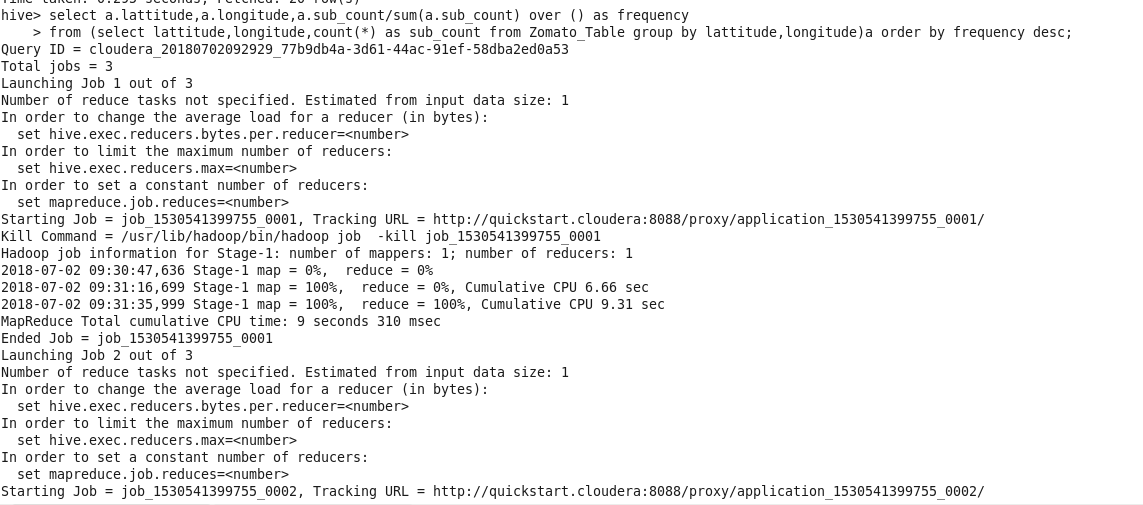 Time taken: 0.295 seconds, Fetched: 20 row(s)
hive> select a.lattitude,a.longitude,a.sub_count/sum(a.sub_count) over () as frequency
    > from (select lattitude,longitude,count(*) as sub_count from Zomato_Table group by lattitude,longitude)a order by frequency desc;
Query ID = cloudera_20180702092929_77b9db4a-3d61-44ac-91ef-58dba2ed0a53
Total jobs = 3
Launching Job 1 out of 3
Number of reduce tasks not specified. Estimated from input data size: 1
In order to change the average load for a reducer (in bytes):
  set hive.exec.reducers.bytes.per.reducer=<number>
In order to limit the maximum number of reducers:
  set hive.exec.reducers.max=<number>
In order to set a constant number of reducers:
  set mapreduce.job.reduces=<number>
Starting Job = job_1530541399755_0001, Tracking URL = http://quickstart.cloudera:8088/proxy/application_1530541399755_0001/
Kill Command = /usr/lib/hadoop/bin/hadoop job  -kill job_1530541399755_0001
Hadoop job information for Stage-1: number of mappers: 1; number of reducers: 1
2018-07-02 09:30:47,636 Stage-1 map = 0%,  reduce = 0%
2018-07-02 09:31:16,699 Stage-1 map = 100%,  reduce = 0%, Cumulative CPU 6.66 sec
2018-07-02 09:31:35,999 Stage-1 map = 100%,  reduce = 100%, Cumulative CPU 9.31 sec
MapReduce Total cumulative CPU time: 9 seconds 310 msec
Ended Job = job_1530541399755_0001
Launching Job 2 out of 3
Number of reduce tasks not specified. Estimated from input data size: 1
In order to change the average load for a reducer (in bytes):
  set hive.exec.reducers.bytes.per.reducer=<number>
In order to limit the maximum number of reducers:
  set hive.exec.reducers.max=<number>
In order to set a constant number of reducers:
  set mapreduce.job.reduces=<number>
Starting Job = job_1530541399755_0002, Tracking URL = http://quickstart.cloudera:8088/proxy/application_1530541399755_0002/